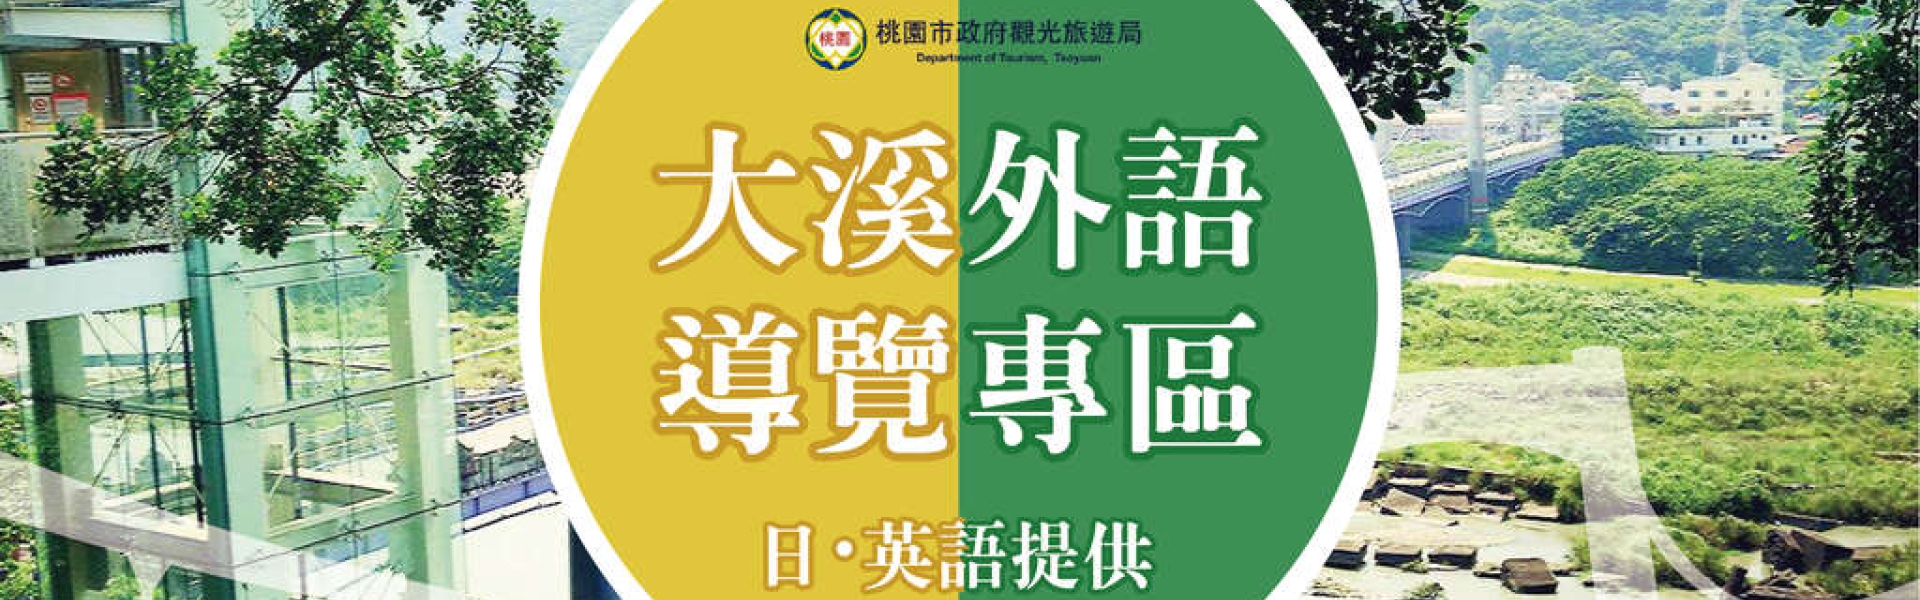 桃園
桃園市政府觀光旅遊局
Department of Tourism, Taoyuan
大溪外語
導覽專區
日·英語提供